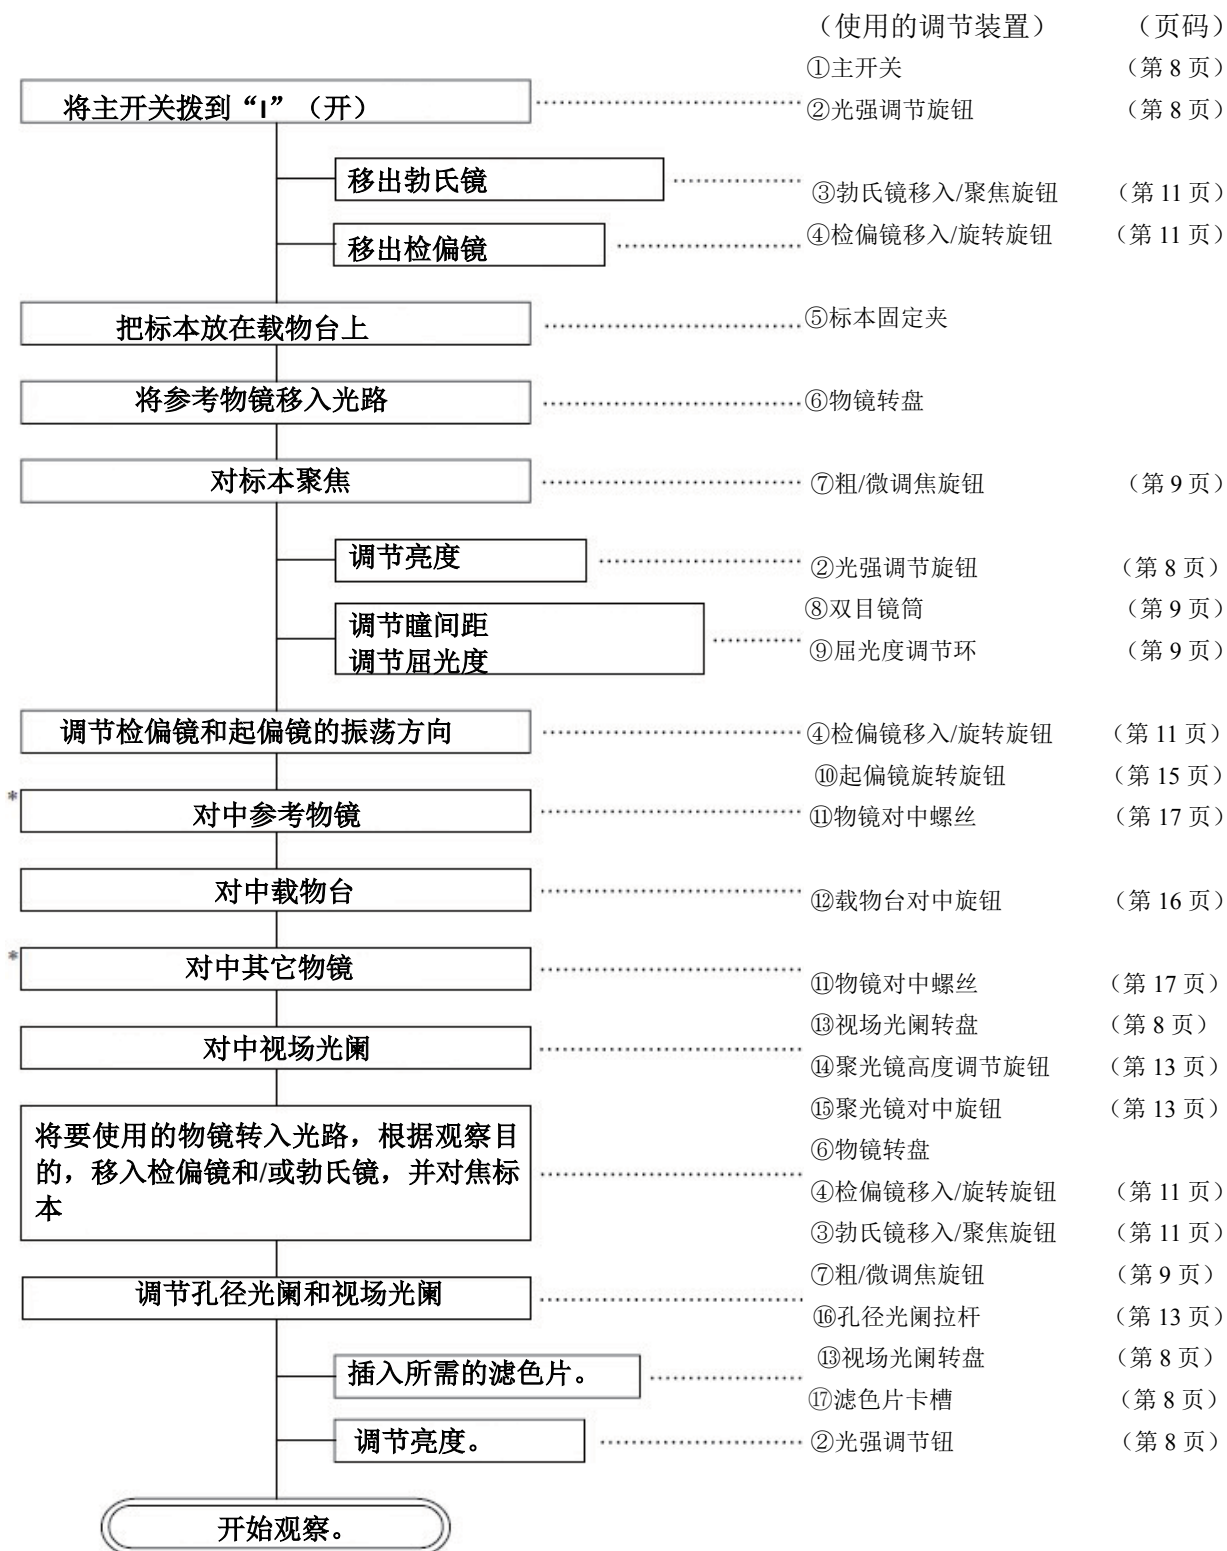 （使用的调节装置） （页码）
①主开关 （第 8 页）
将主开关拨到“I”（开）
②光强调节旋钮 （第 8 页）
移出勃氏镜
③勃氏镜移入/聚焦旋钮 （第 11 页）
移出检偏镜
④检偏镜移入/旋转旋钮 （第 11 页）
把标本放在载物台上
⑤标本固定夹
将参考物镜移入光路
⑥物镜转盘
对标本聚焦
⑦粗/微调焦旋钮 （第 9 页）
调节亮度
②光强调节旋钮 （第 8 页）
⑧双目镜筒 （第 9 页）
调节瞳间距
调节屈光度
⑨屈光度调节环 （第 9 页）
调节检偏镜和起偏镜的振荡方向
④检偏镜移入/旋转旋钮 （第 11 页）
⑩起偏镜旋转旋钮 （第 15 页）
* 对中参考物镜
⑪物镜对中螺丝 （第 17 页）
对中载物台
⑫载物台对中旋钮 （第 16 页）
* 对中其它物镜
⑪物镜对中螺丝 （第 17 页）
⑬视场光阑转盘 （第 8 页）
对中视场光阑
⑭聚光镜高度调节旋钮 （第 13 页）
⑮聚光镜对中旋钮 （第 13 页）
将要使用的物镜转入光路，根据观察目
的，移入检偏镜和/或勃氏镜，并对焦标
本
⑥物镜转盘
④检偏镜移入/旋转旋钮 （第 11 页）
③勃氏镜移入/聚焦旋钮 （第 11 页）
⑦粗/微调焦旋钮 （第 9 页）
调节孔径光阑和视场光阑
⑯孔径光阑拉杆 （第 13 页）
⑬视场光阑转盘 （第 8 页）
插入所需的滤色片。
⑰滤色片卡槽 （第 8 页）
调节亮度。
②光强调节钮 （第 8 页）
开始观察。